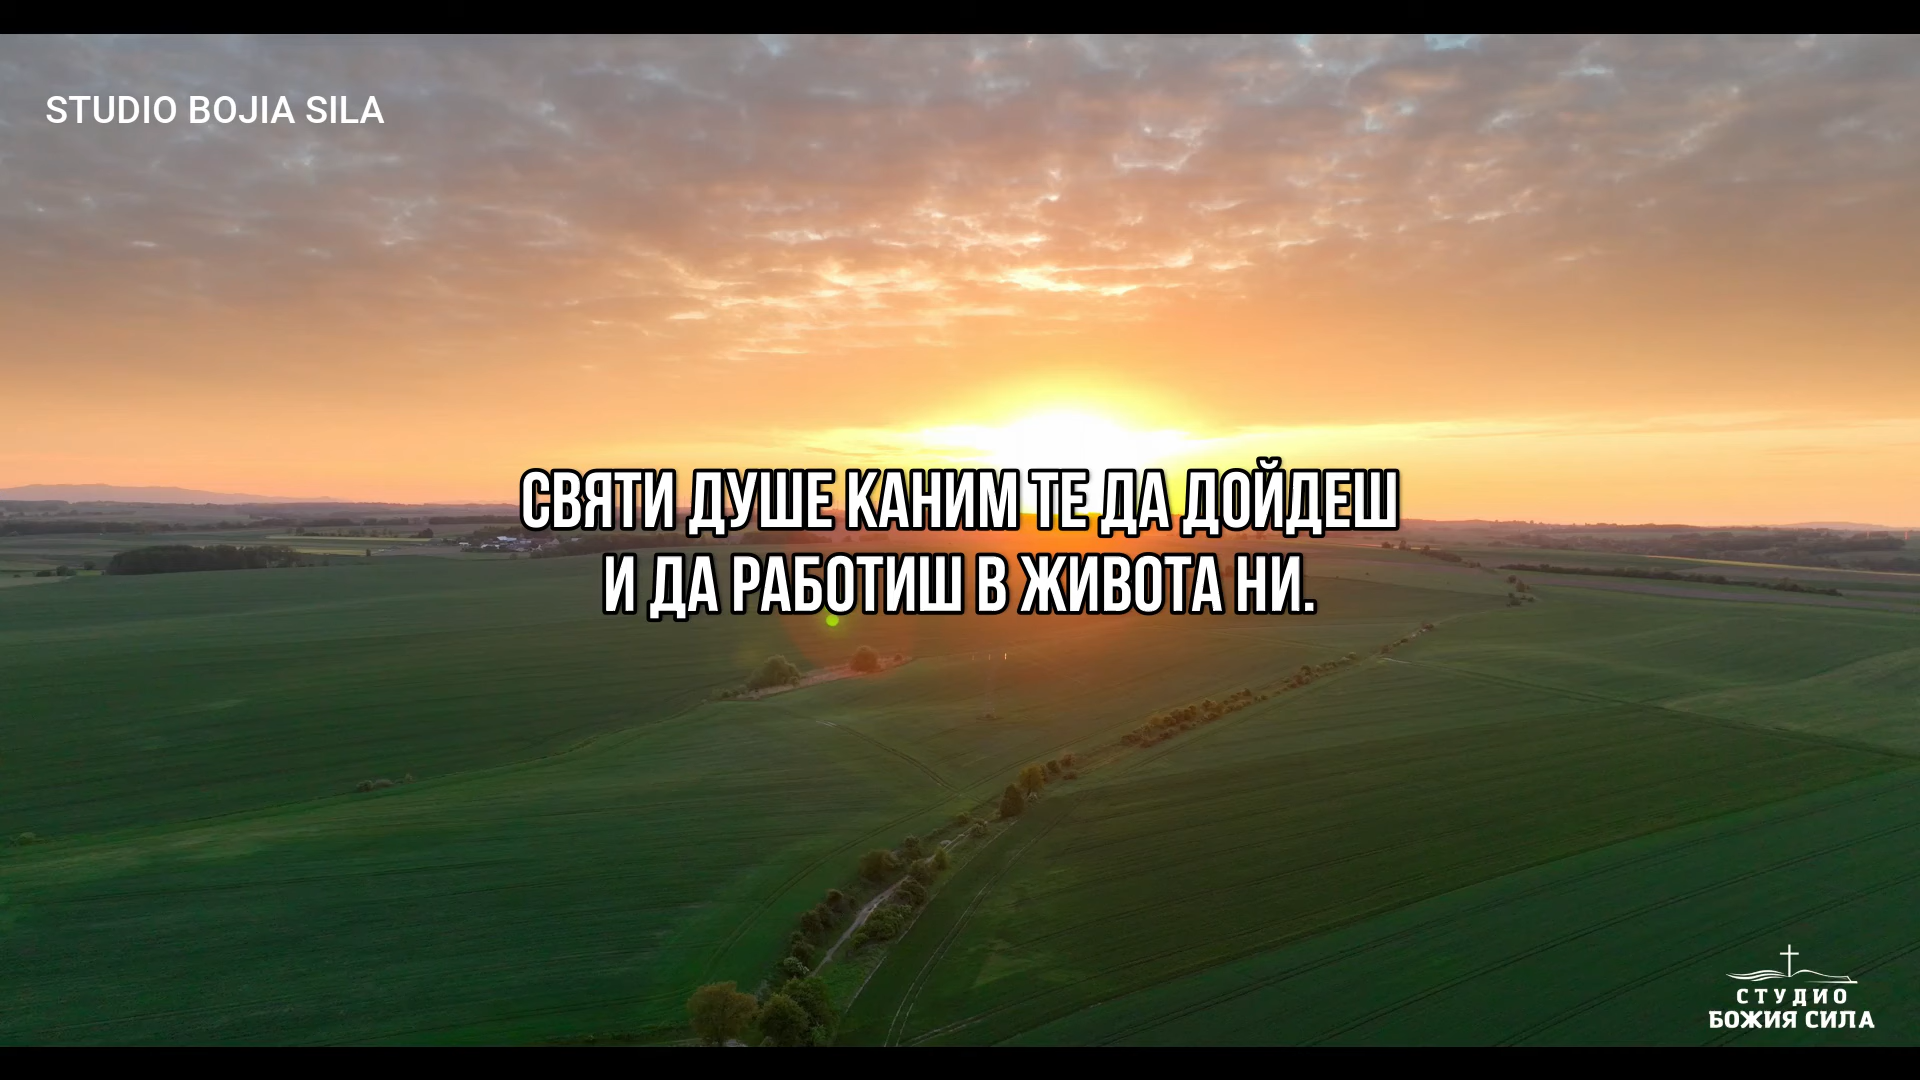 STUDIO BOJIA SILA
СВЯТИ ДУШЕ КАНИМ ТЕ ДА ДОЙДЕШ
И ДА РАБОТИШ В ЖИВОТА НИ.
СТУДИО
БОЖИЯ СИЛА